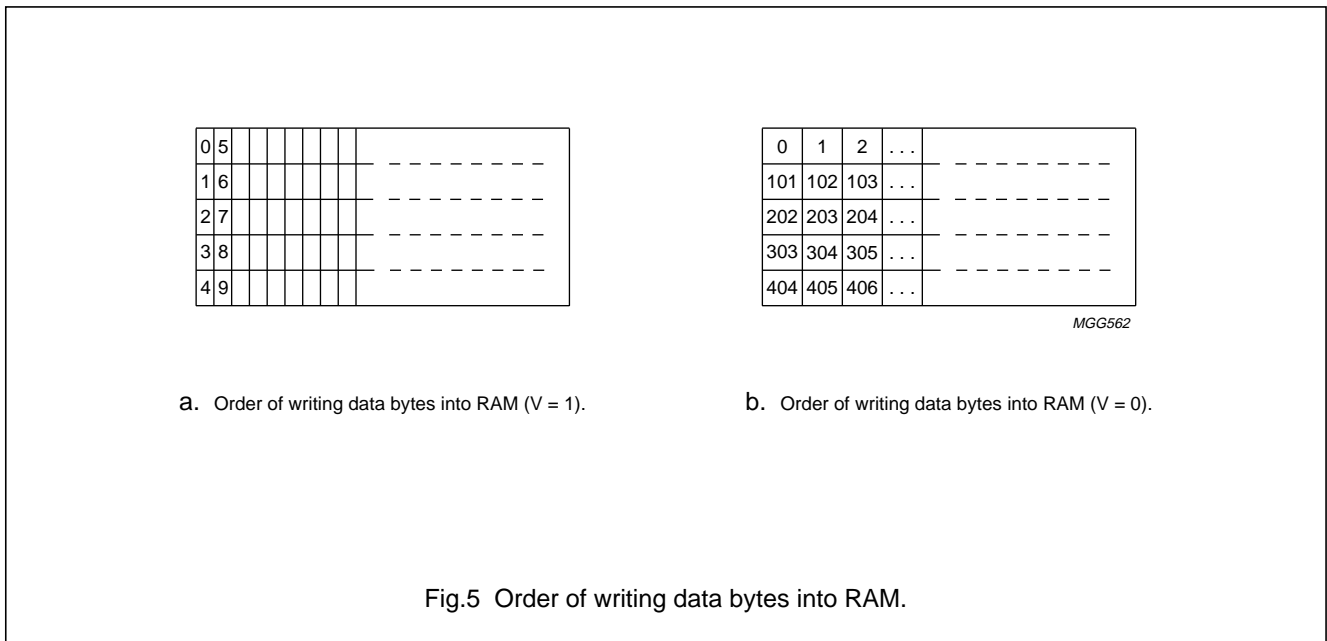 0 5
1 6
2 7
3 8
4 9
0 1 2 . . .
101 102 103 . . .
202 203 204 . . .
303 304 305 . . .
404 405 406 . . .
MGG562
a. Order of writing data bytes into RAM (V = 1).
b. Order of writing data bytes into RAM (V = 0).
Fig.5 Order of writing data bytes into RAM.